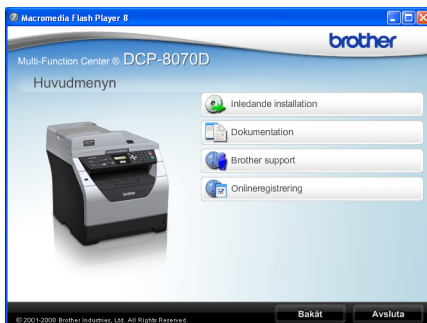 Macromedia Flash Player 8
brother
Multi-Function Center ® DCP-8070D
Huvudmenyn
Inledande installation
Dokumentation
Brother support
Onlineregistrering
© 2001-2008 Brother Industries, Ltd. All Rights Reserved.
Bakåt
Avsluta